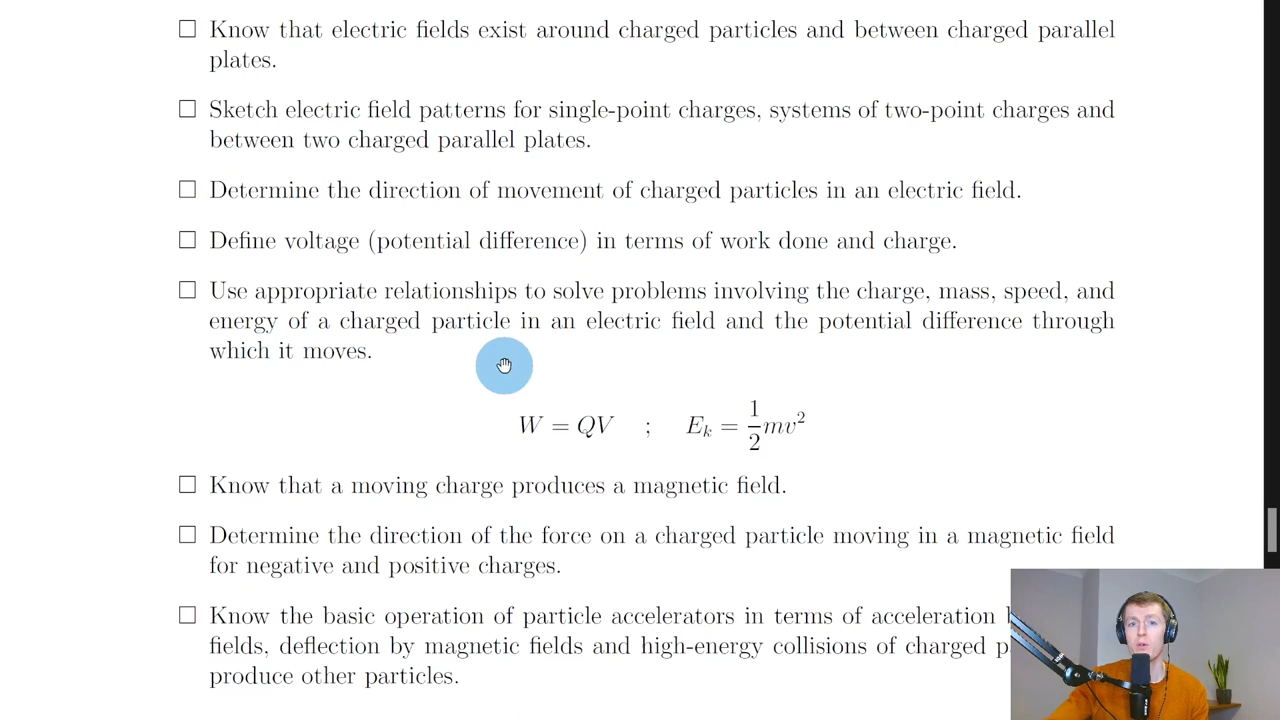 ☐ Know that electric fields exist around charged particles and between charged parallel
plates.
☐ Sketch electric field patterns for single-point charges, systems of two-point charges and
between two charged parallel plates.
☐ Determine the direction of movement of charged particles in an electric field.
☐ Define voltage (potential difference) in terms of work done and charge.
☐ Use appropriate relationships to solve problems involving the charge, mass, speed, and
energy of a charged particle in an electric field and the potential difference through
which it moves.
W = QV ; E_k = \frac{1}{2}mv^2
☐ Know that a moving charge produces a magnetic field.
☐ Determine the direction of the force on a charged particle moving in a magnetic field
for negative and positive charges.
☐ Know the basic operation of particle accelerators in terms of acceleration
fields, deflection by magnetic fields and high-energy collisions of charged
produce other particles.